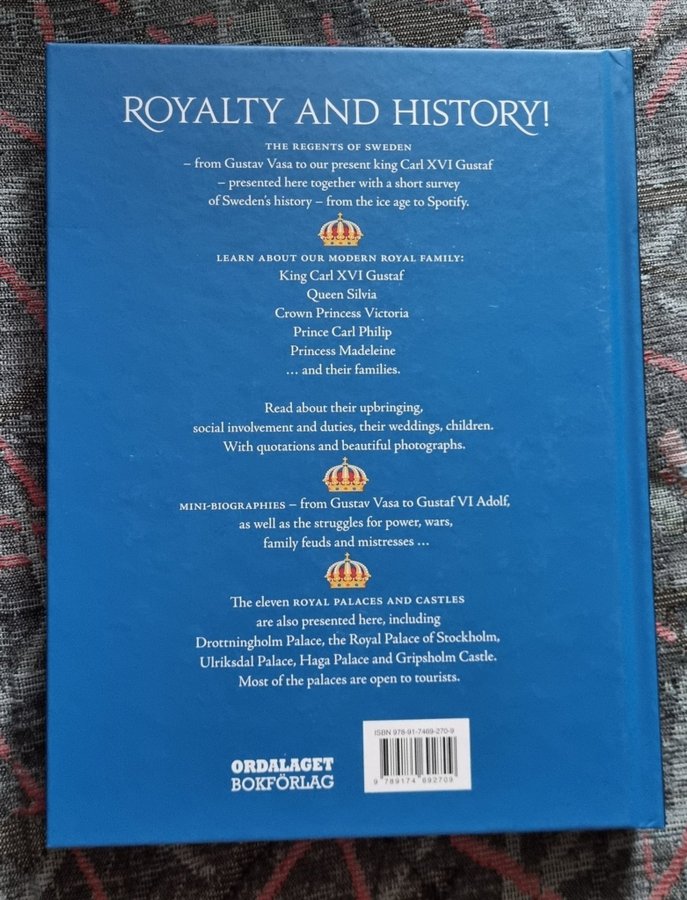 ROYALTY AND HISTORY!
THE REGENTS OF SWEDEN
– from Gustav Vasa to our present king Carl XVI Gustaf
– presented here together with a short survey
of Sweden's history – from the ice age to Spotify.
LEARN ABOUT OUR MODERN ROYAL FAMILY:
King Carl XVI Gustaf
Queen Silvia
Crown Princess Victoria
Prince Carl Philip
Princess Madeleine
... and their families.
Read about their upbringing,
social involvement and duties, their weddings, children.
With quotations and beautiful photographs.
MINI-BIOGRAPHIES – from Gustav Vasa to Gustaf VI Adolf,
as well as the struggles for power, wars,
family feuds and mistresses ...
The eleven ROYAL PALACES AND CASTLES
are also presented here, including
Drottningholm Palace, the Royal Palace of Stockholm,
Ulriksdal Palace, Haga Palace and Gripsholm Castle.
Most of the palaces are open to tourists.
ORDALAGET
BOKFÖRLAG
ISBN 978-91-7469-270-9
9 789174 692709